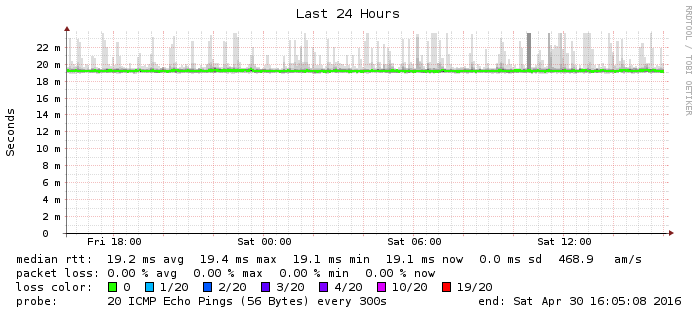 Last 24 Hours
RRDTOOL / TOBI OETIKER
Seconds
22 m
20 m
18 m
16 m
14 m
12 m
10 m
8 m
6 m
4 m
2 m
0
Fri 18:00 Sat 00:00 Sat 06:00 Sat 12:00
median rtt: 19.2 ms avg 19.4 ms max 19.1 ms min 19.1 ms now 0.0 ms sd 468.9 am/s
packet loss: 0.00 % avg 0.00 % max 0.00 % min 0.00 % now
loss color: 0 1/20 2/20 3/20 4/20 10/20 19/20
probe: 20 ICMP Echo Pings (56 Bytes) every 300s end: Sat Apr 30 16:05:08 2016